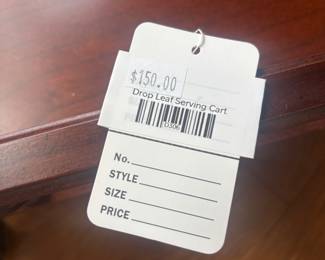 $150.00
Drop Leaf Serving Cart
No.
STYLE
SIZE
PRICE